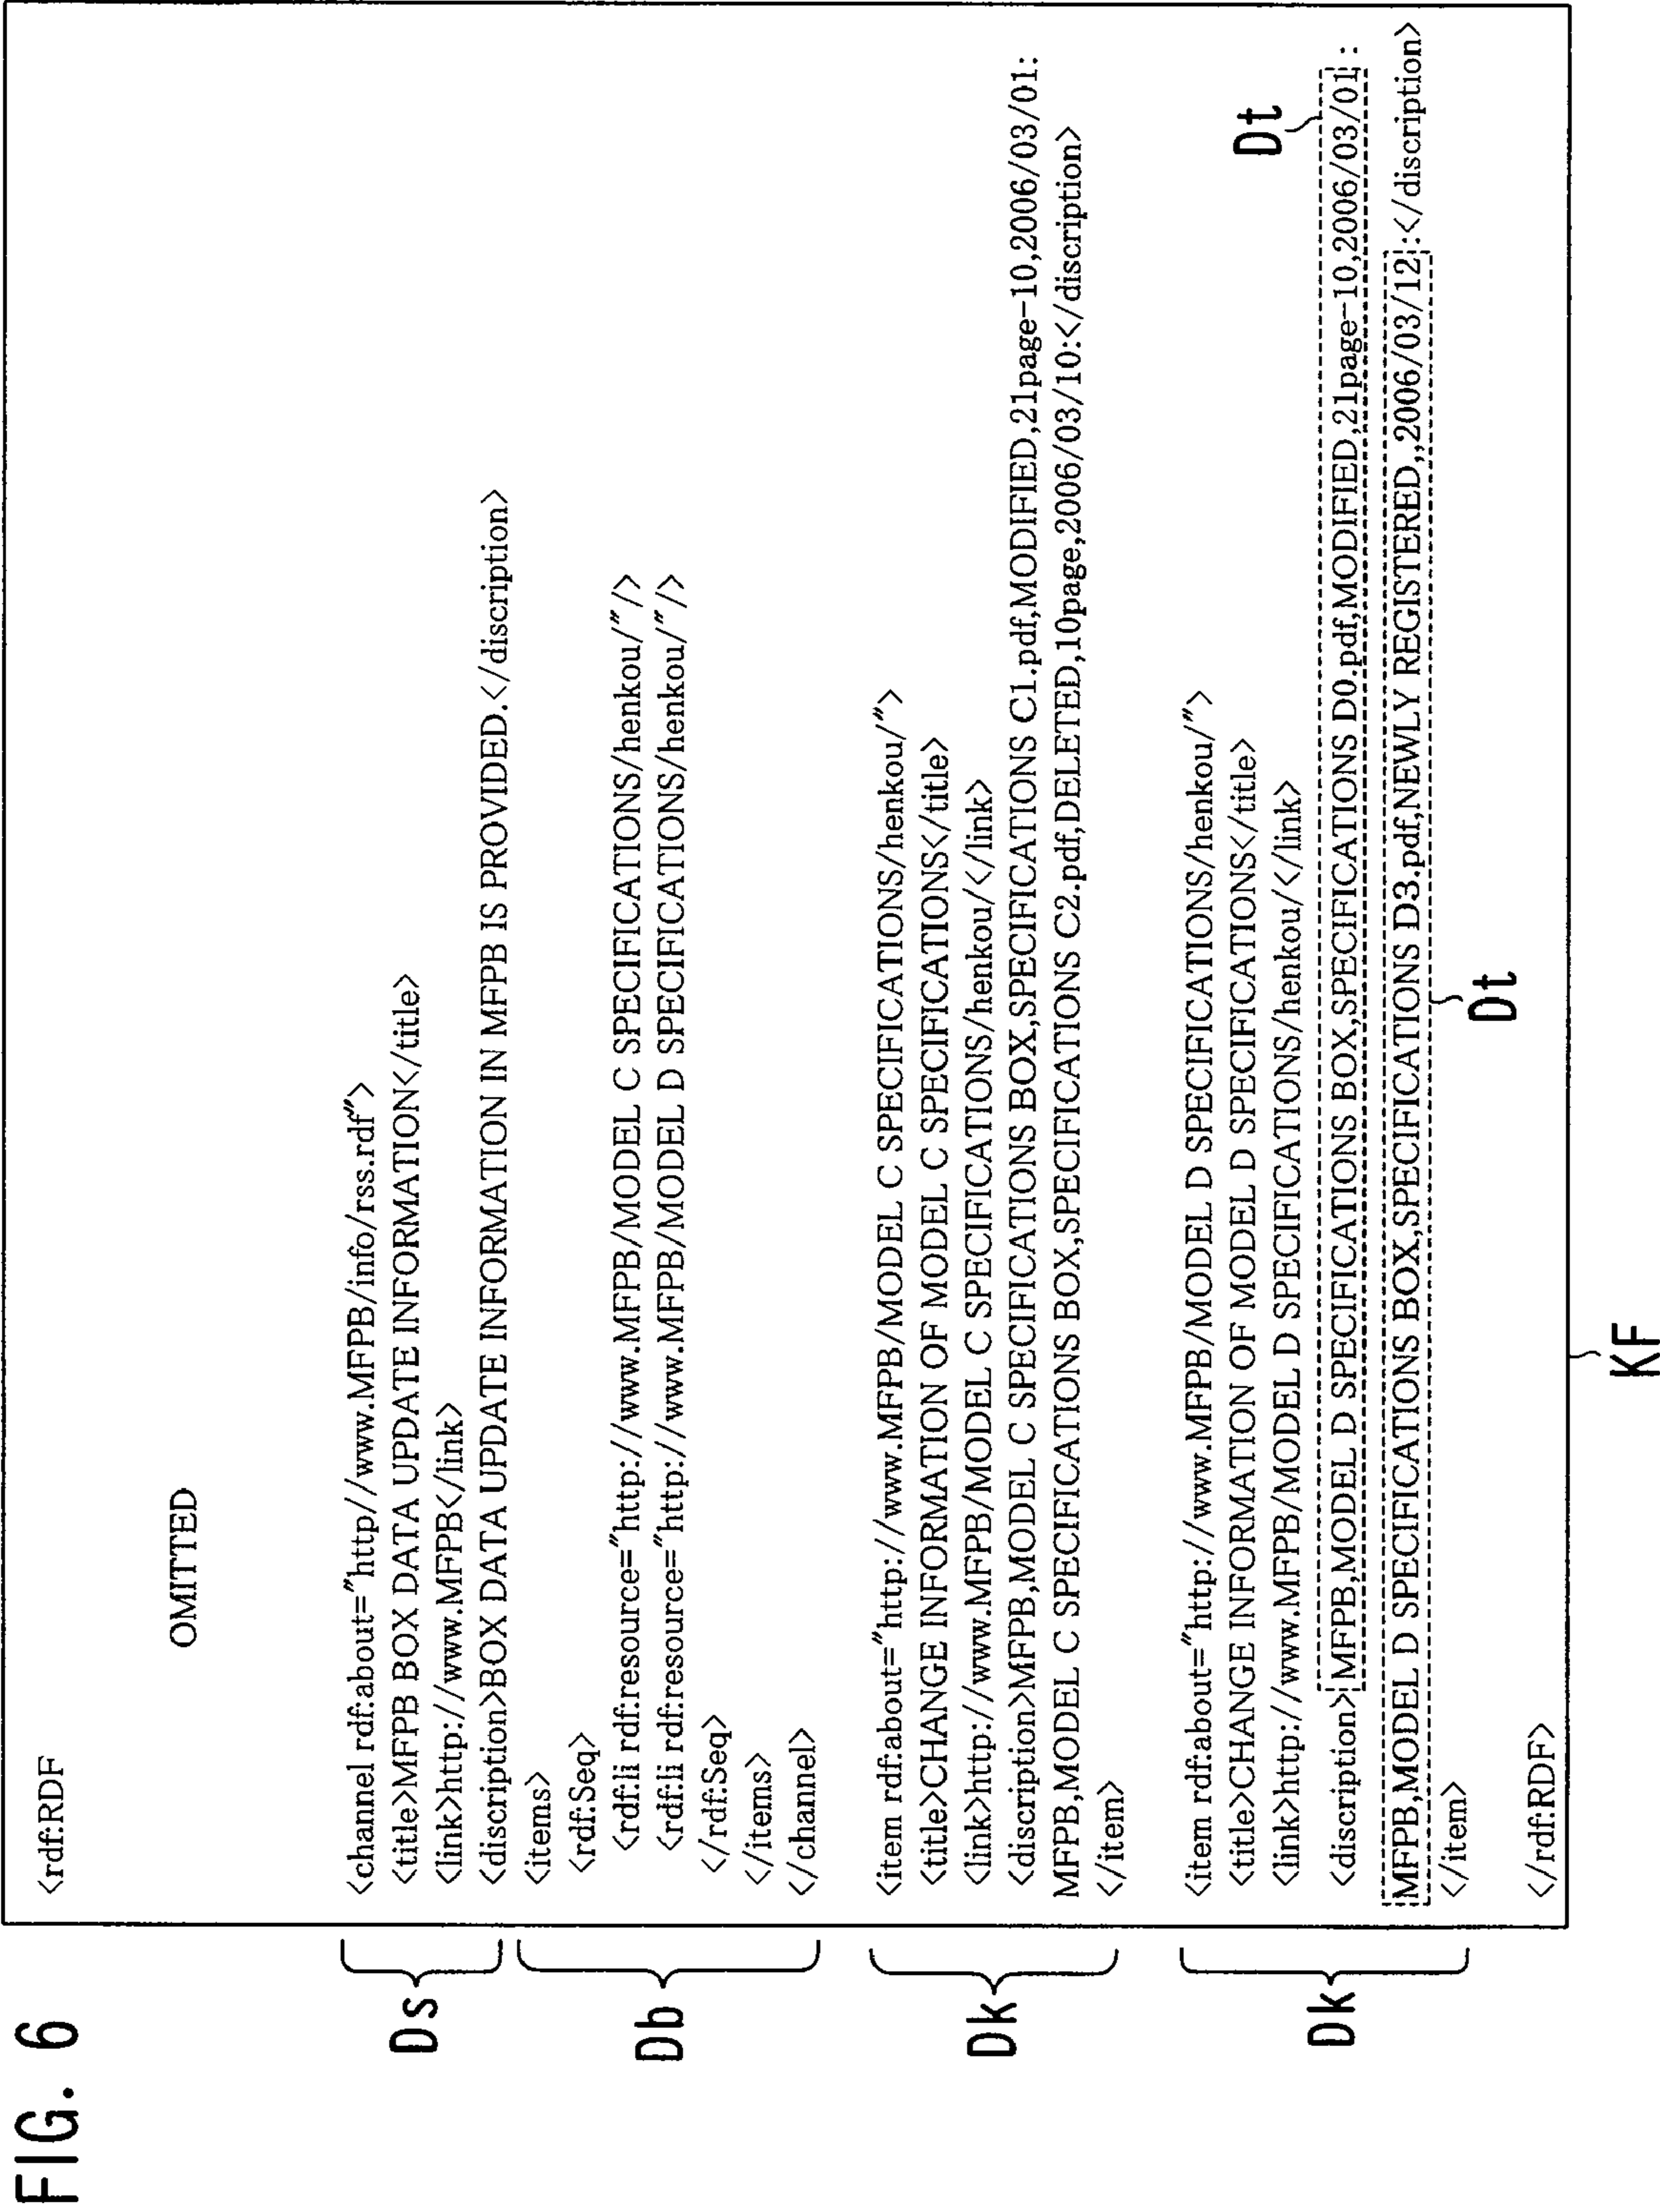 FIG. 6
<rdf:RDF
OMITTED
Ds
<channel rdf:about="http//www.MFPB/info/rss.rdf">
<title>MFPB BOX DATA UPDATE INFORMATION</title>
<link>http://www.MFPB</link>
<discription>BOX DATA UPDATE INFORMATION IN MFPB IS PROVIDED.</discription>
Db
<items>
<rdf:Seq>
<rdf:li rdf:resource="http://www.MFPB/MODEL C SPECIFICATIONS/henkou/"/>
<rdf:li rdf:resource="http://www.MFPB/MODEL D SPECIFICATIONS/henkou/"/>
</rdf:Seq>
</items>
</channel>
Dk
<item rdf:about="http://www.MFPB/MODEL C SPECIFICATIONS/henkou/">
<title>CHANGE INFORMATION OF MODEL C SPECIFICATIONS</title>
<link>http://www.MFPB/MODEL C SPECIFICATIONS/henkou/</link>
<discription>MFPB,MODEL C SPECIFICATIONS BOX,SPECIFICATIONS C1.pdf,MODIFIED,21page-10,2006/03/01:
MFPB,MODEL C SPECIFICATIONS BOX,SPECIFICATIONS C2.pdf,DELETED,10page,2006/03/10:</discription>
</item>
Dk
<item rdf:about="http://www.MFPB/MODEL D SPECIFICATIONS/henkou/">
<title>CHANGE INFORMATION OF MODEL D SPECIFICATIONS</title>
<link>http://www.MFPB/MODEL D SPECIFICATIONS/henkou/</link>
Dt
<discription>MFPB,MODEL D SPECIFICATIONS BOX,SPECIFICATIONS D0.pdf,MODIFIED,21page-10,2006/03/01:
MFPB,MODEL D SPECIFICATIONS BOX,SPECIFICATIONS D3.pdf,NEWLY REGISTERED,,2006/03/12:</discription>
</item>
Dt
</rdf:RDF>
KF